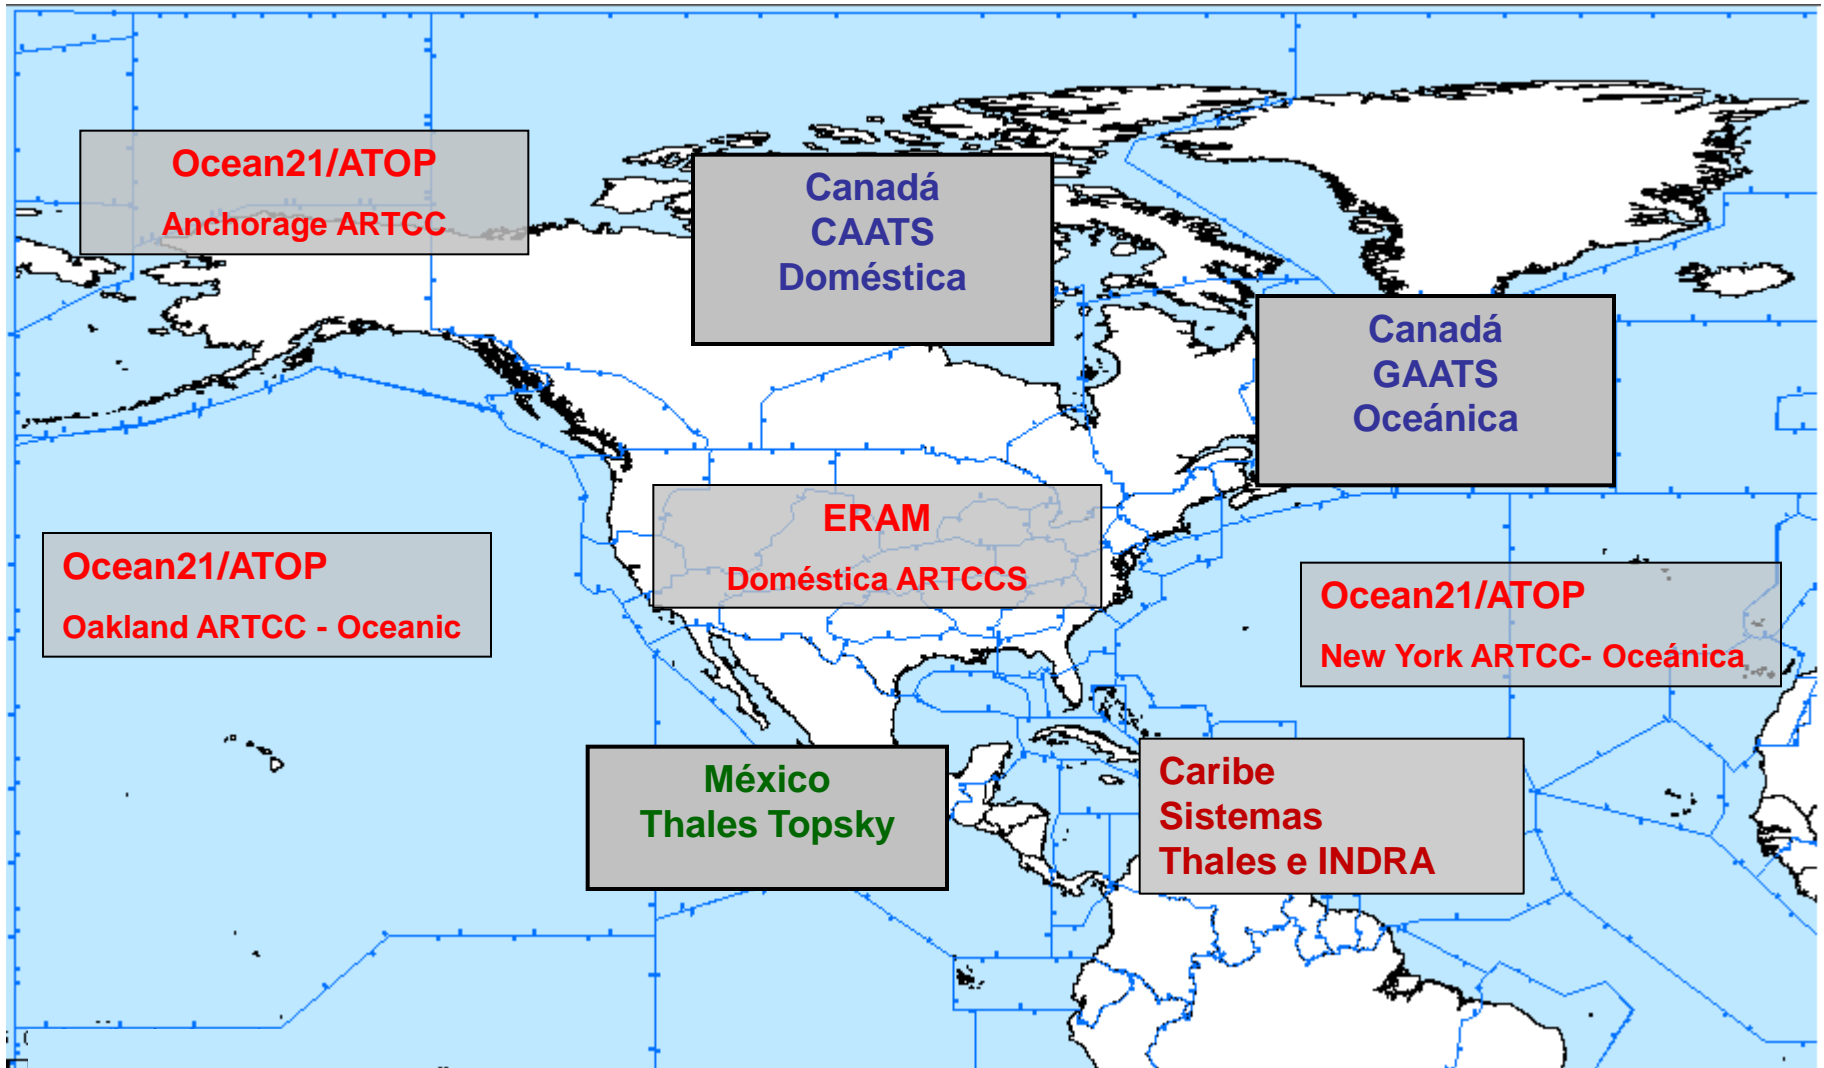 Ocean21/ATOP
Anchorage ARTCC
Canadá
CAATS
Doméstica
Canadá
GAATS
Oceánica
ERAM
Doméstica ARTCCS
Ocean21/ATOP
Oakland ARTCC - Oceanic
Ocean21/ATOP
New York ARTCC- Oceánica
México
Thales Topsky
Caribe
Sistemas
Thales e INDRA